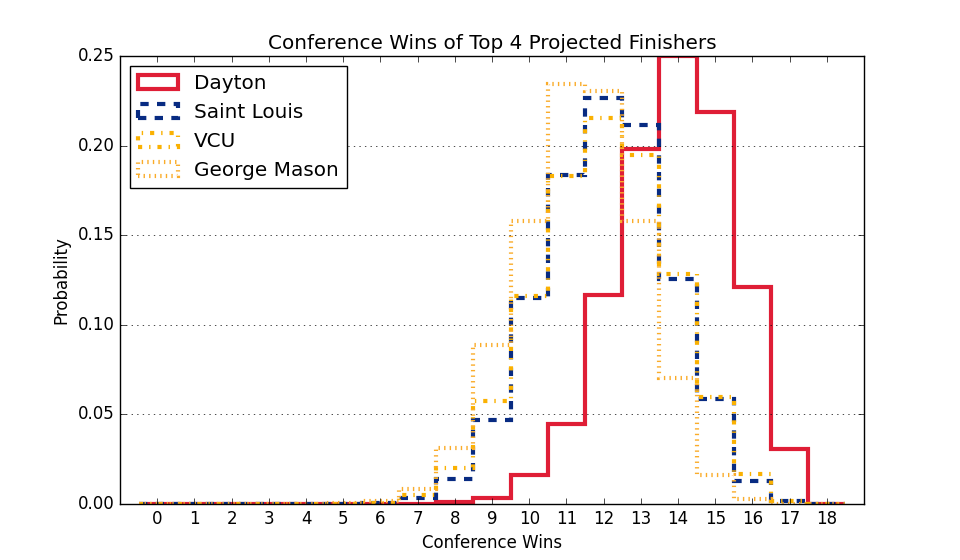 Conference Wins of Top 4 Projected Finishers
0.25
0.20
0.15
0.10
0.05
0.00
Probability
Dayton
Saint Louis
VCU
George Mason
0 1 2 3 4 5 6 7 8 9 10 11 12 13 14 15 16 17 18
Conference Wins